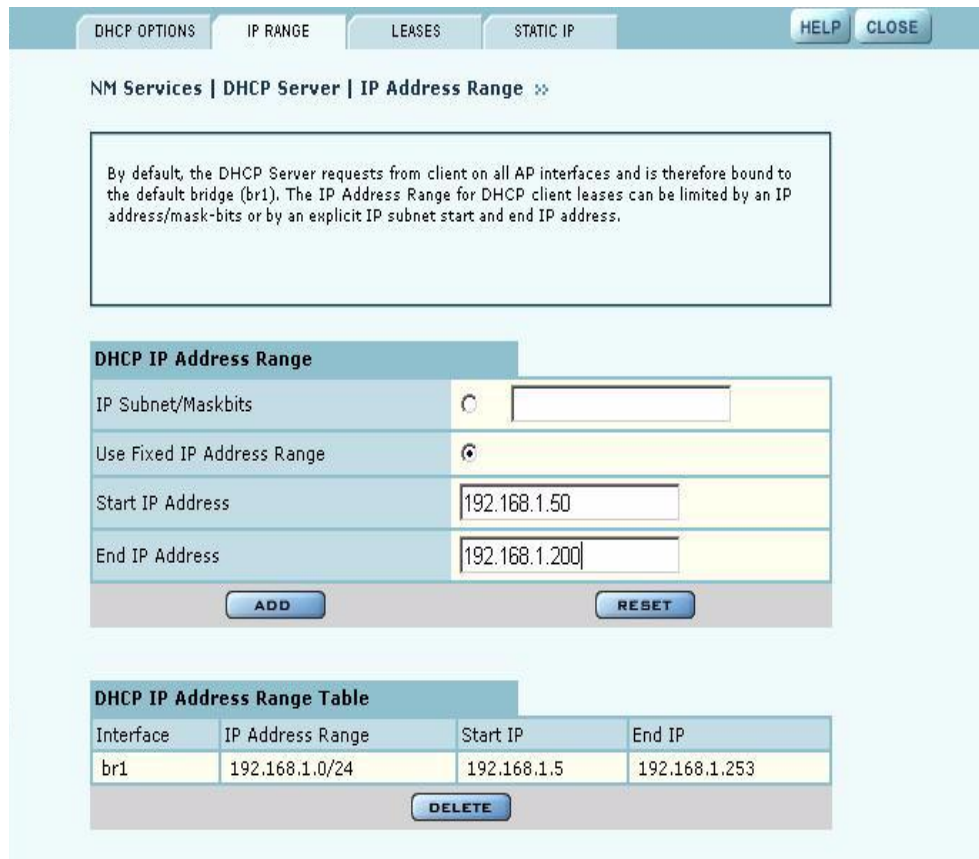 DHCP OPTIONS IP RANGE LEASES STATIC IP HELP CLOSE
NM Services | DHCP Server | IP Address Range »
By default, the DHCP Server requests from client on all AP interfaces and is therefore bound to
the default bridge (br1). The IP Address Range for DHCP client leases can be limited by an IP
address/mask-bits or by an explicit IP subnet start and end IP address.
DHCP IP Address Range
IP Subnet/Maskbits
Use Fixed IP Address Range
Start IP Address 192.168.1.50
End IP Address 192.168.1.200
ADD RESET
DHCP IP Address Range Table
Interface IP Address Range Start IP End IP
br1 192.168.1.0/24 192.168.1.5 192.168.1.253
DELETE